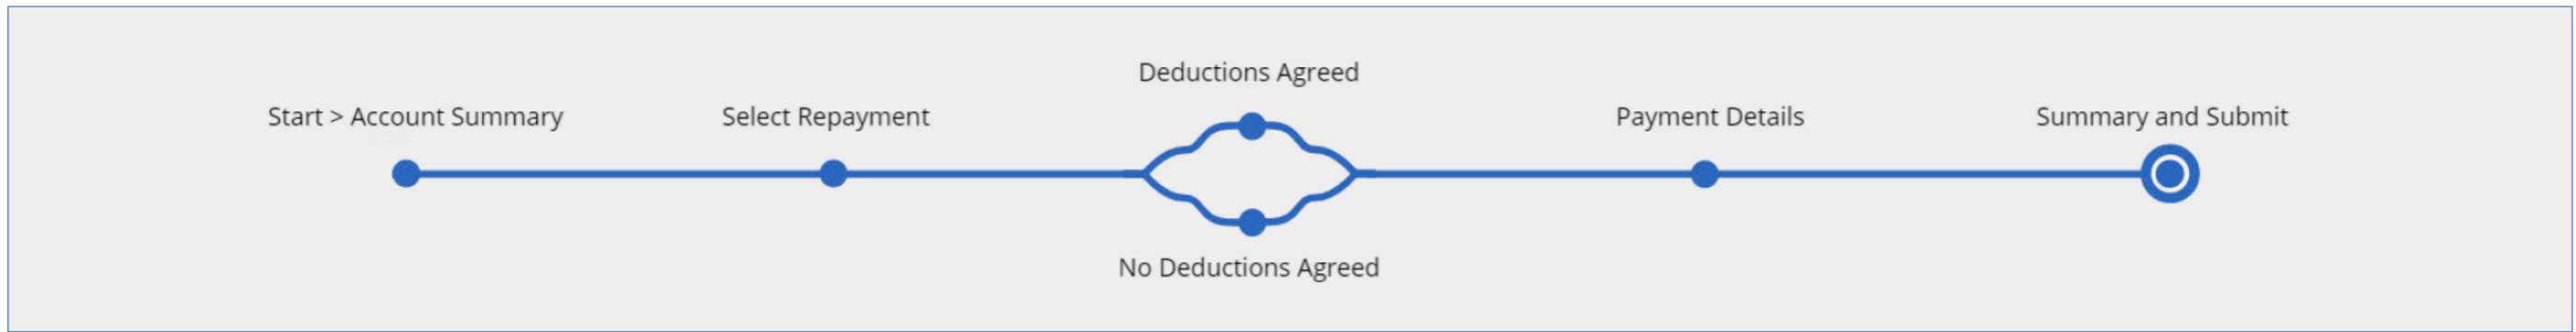 Start > Account Summary
Select Repayment
Deductions Agreed
No Deductions Agreed
Payment Details
Summary and Submit